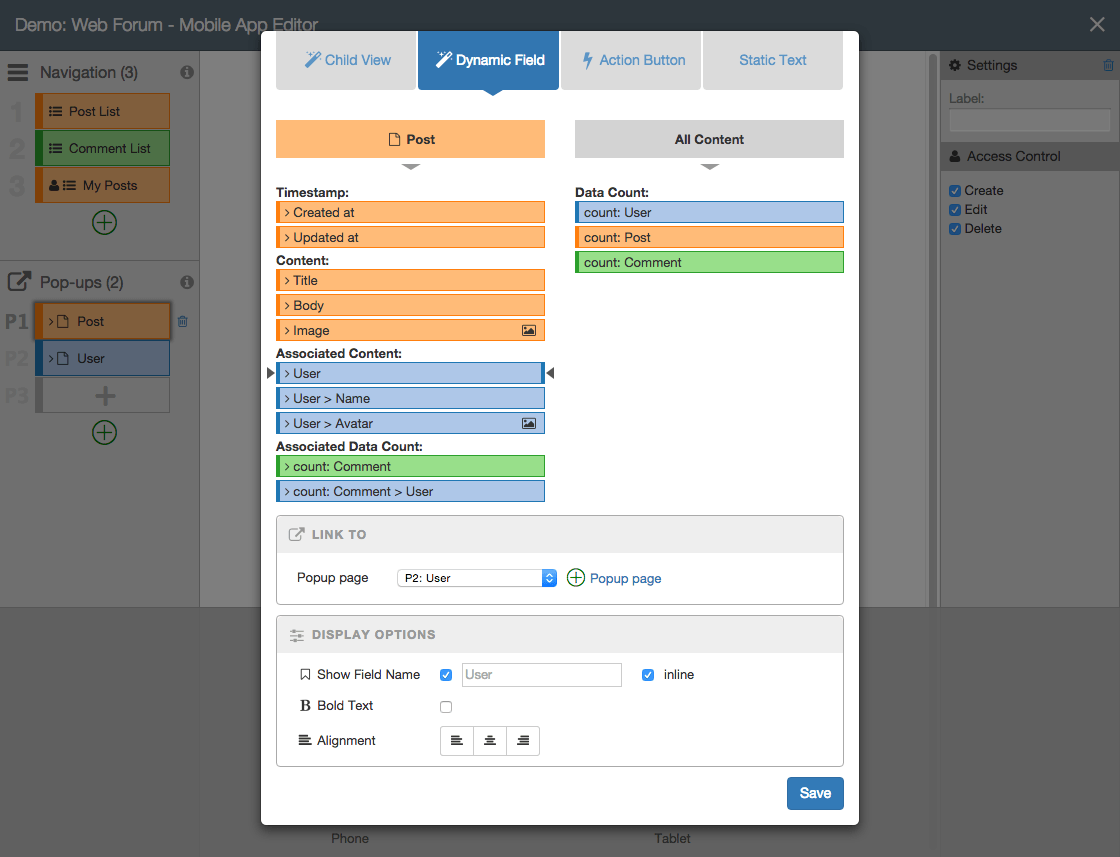 Demo: Web Forum - Mobile App Editor
Navigation (3)
1 Post List
2 Comment List
3 My Posts
Pop-ups (2)
P1 > Post
P2 > User
P3
Child View Dynamic Field Action Button Static Text
Post
Timestamp:
> Created at
> Updated at
Content:
> Title
> Body
> Image
Associated Content:
> User
> User > Name
> User > Avatar
Associated Data Count:
> count: Comment
> count: Comment > User
All Content
Data Count:
count: User
count: Post
count: Comment
LINK TO
Popup page P2: User Popup page
DISPLAY OPTIONS
Show Field Name User inline
B Bold Text
Alignment
Save
Settings
Label:
Access Control
Create
Edit
Delete
Phone Tablet